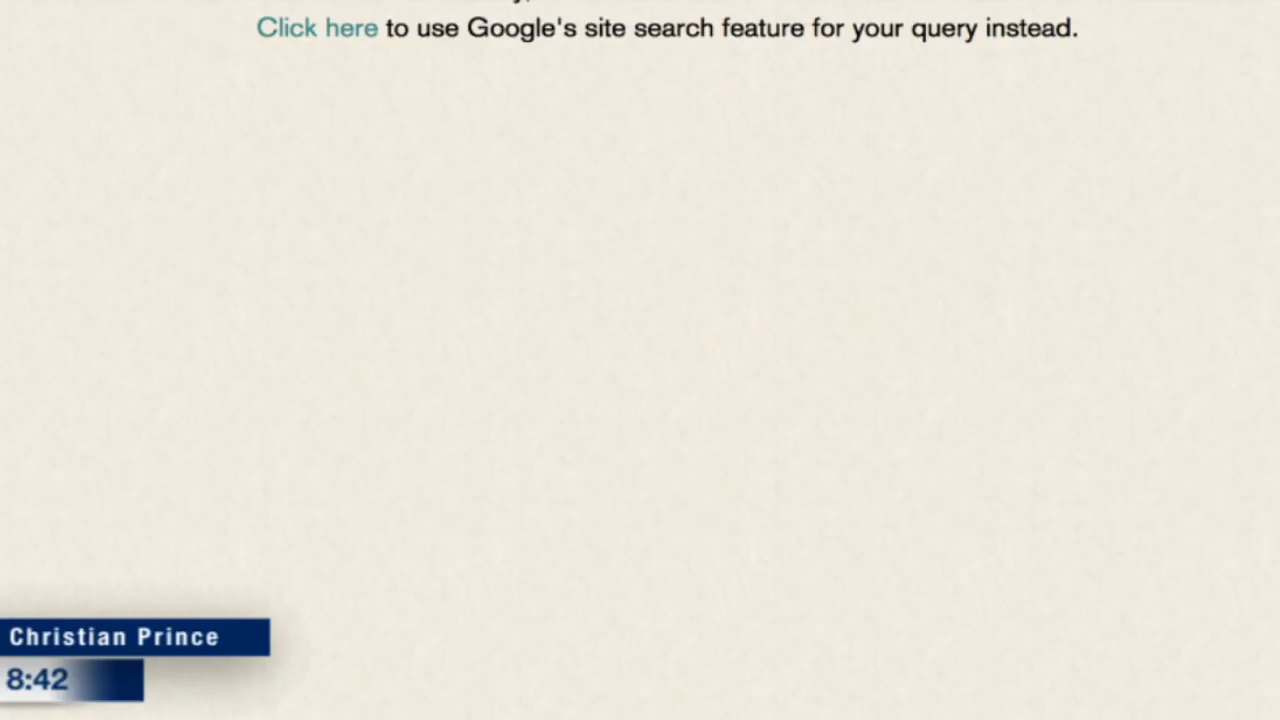 Click here to use Google's site search feature for your query instead.
Christian Prince
8:42